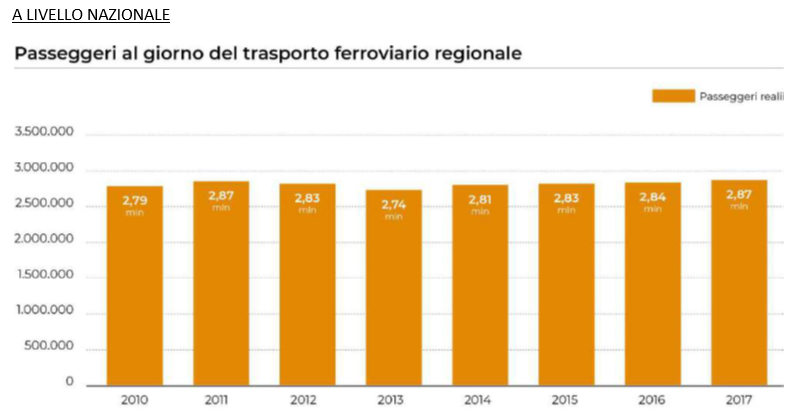 A LIVELLO NAZIONALE
Passeggeri al giorno del trasporto ferroviario regionale
Passeggeri reali
3.500.000
3.000.000
2.500.000
2.000.000
1.500.000
1.000.000
500.000
0
2,79 mln
2,87 mln
2,83 mln
2,74 mln
2,81 mln
2,83 mln
2,84 mln
2,87 mln
2010 2011 2012 2013 2014 2015 2016 2017